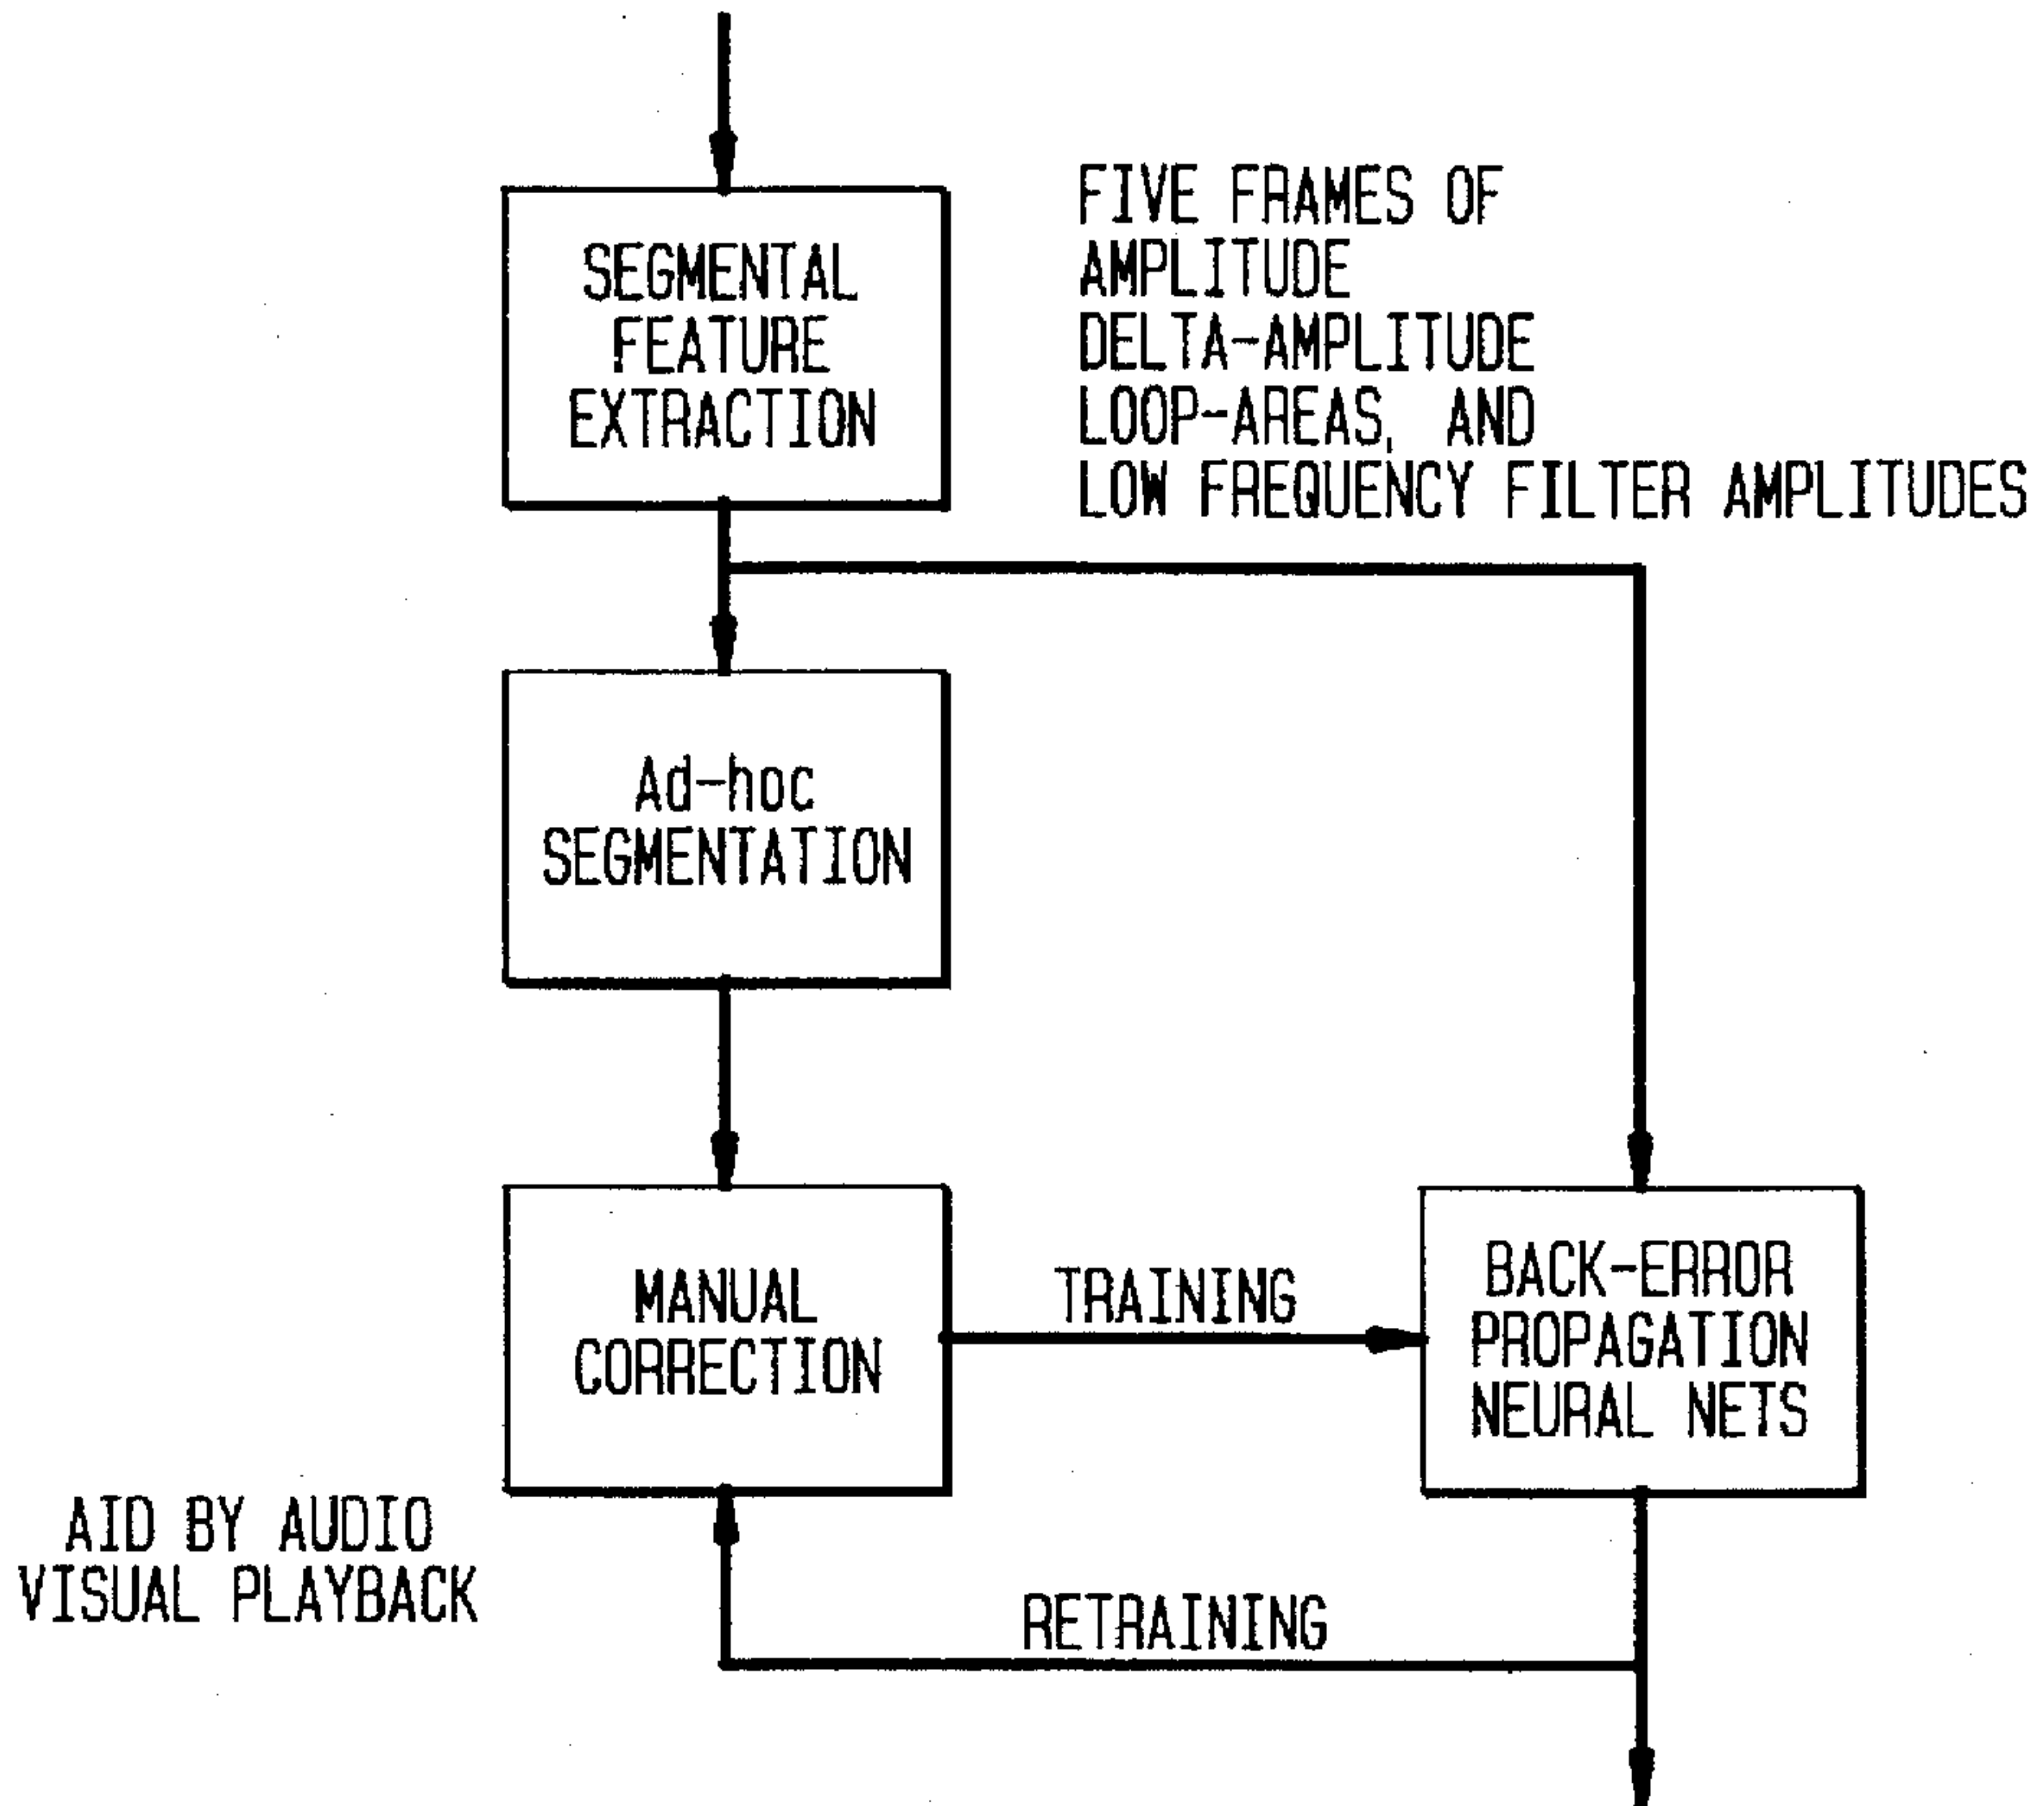 SEGMENTAL
FEATURE
EXTRACTION
FIVE FRAMES OF
AMPLITUDE
DELTA-AMPLITUDE
LOOP-AREAS, AND
LOW FREQUENCY FILTER AMPLITUDES
Ad-hoc
SEGMENTATION
MANUAL
CORRECTION
TRAINING
BACK-ERROR
PROPAGATION
NEURAL NETS
AID BY AUDIO
VISUAL PLAYBACK
RETRAINING